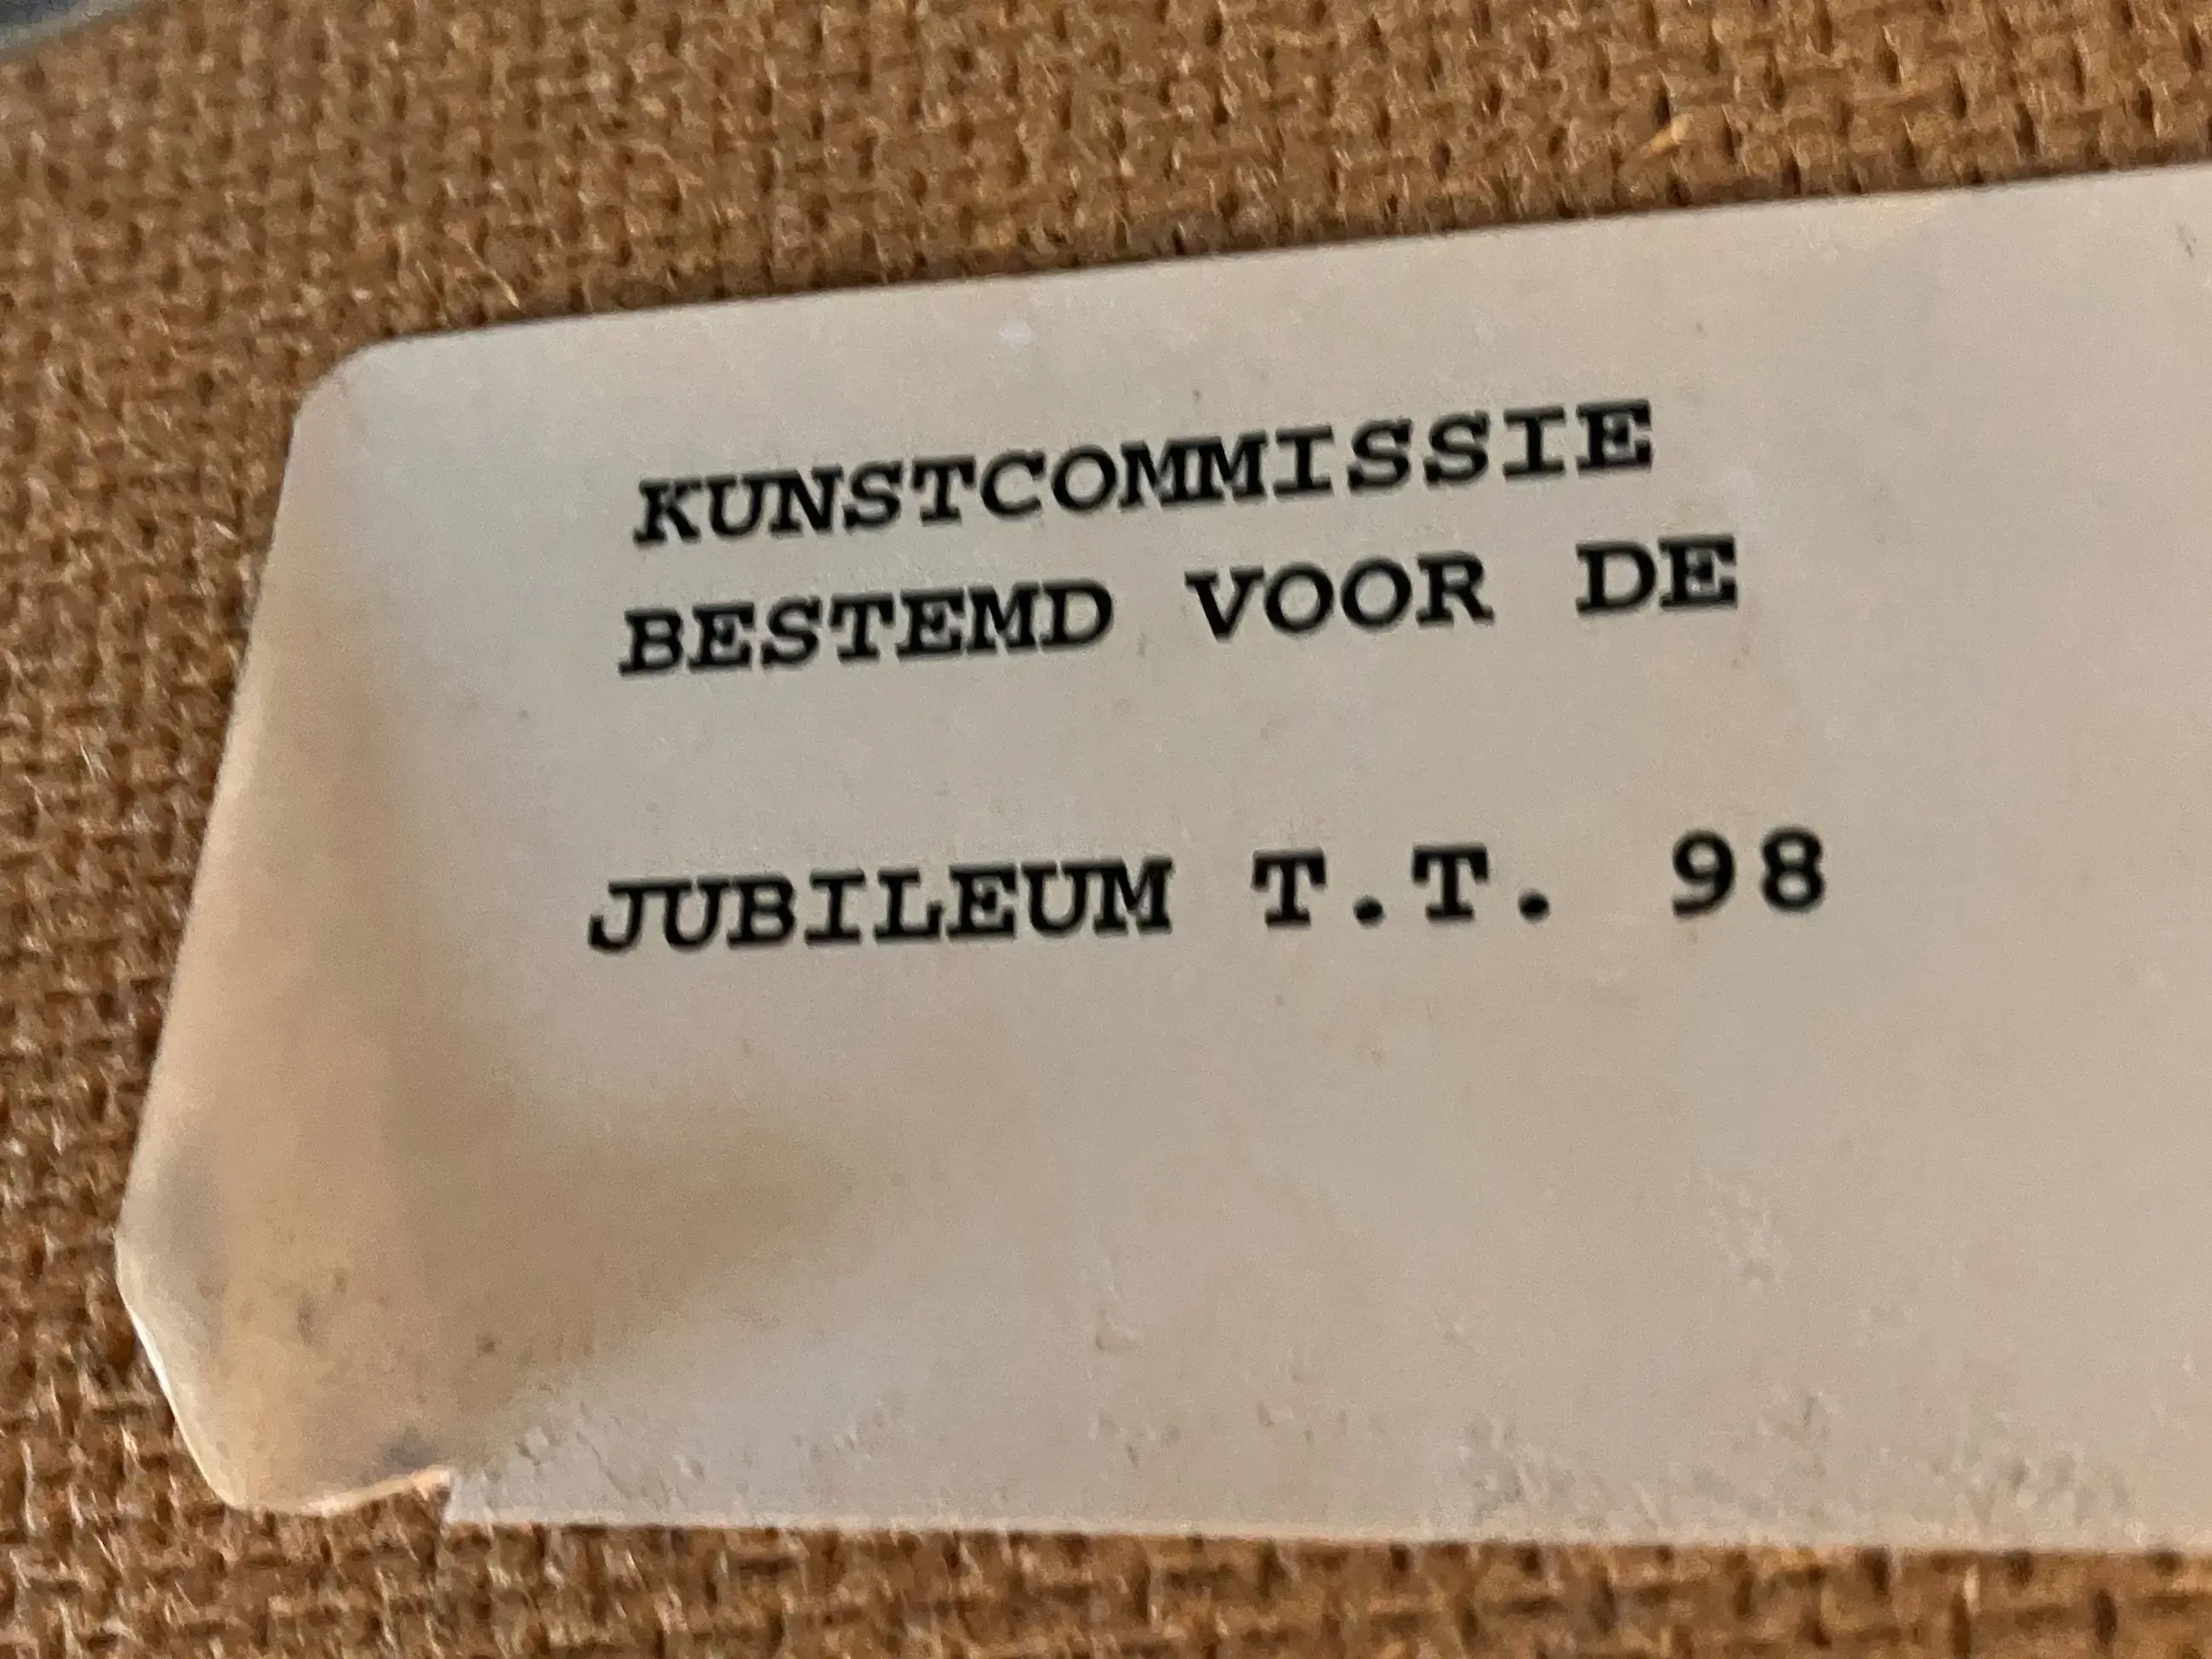 KUNSTCOMMISSIE
BESTEMD VOOR DE
JUBILEUM T.T. 98